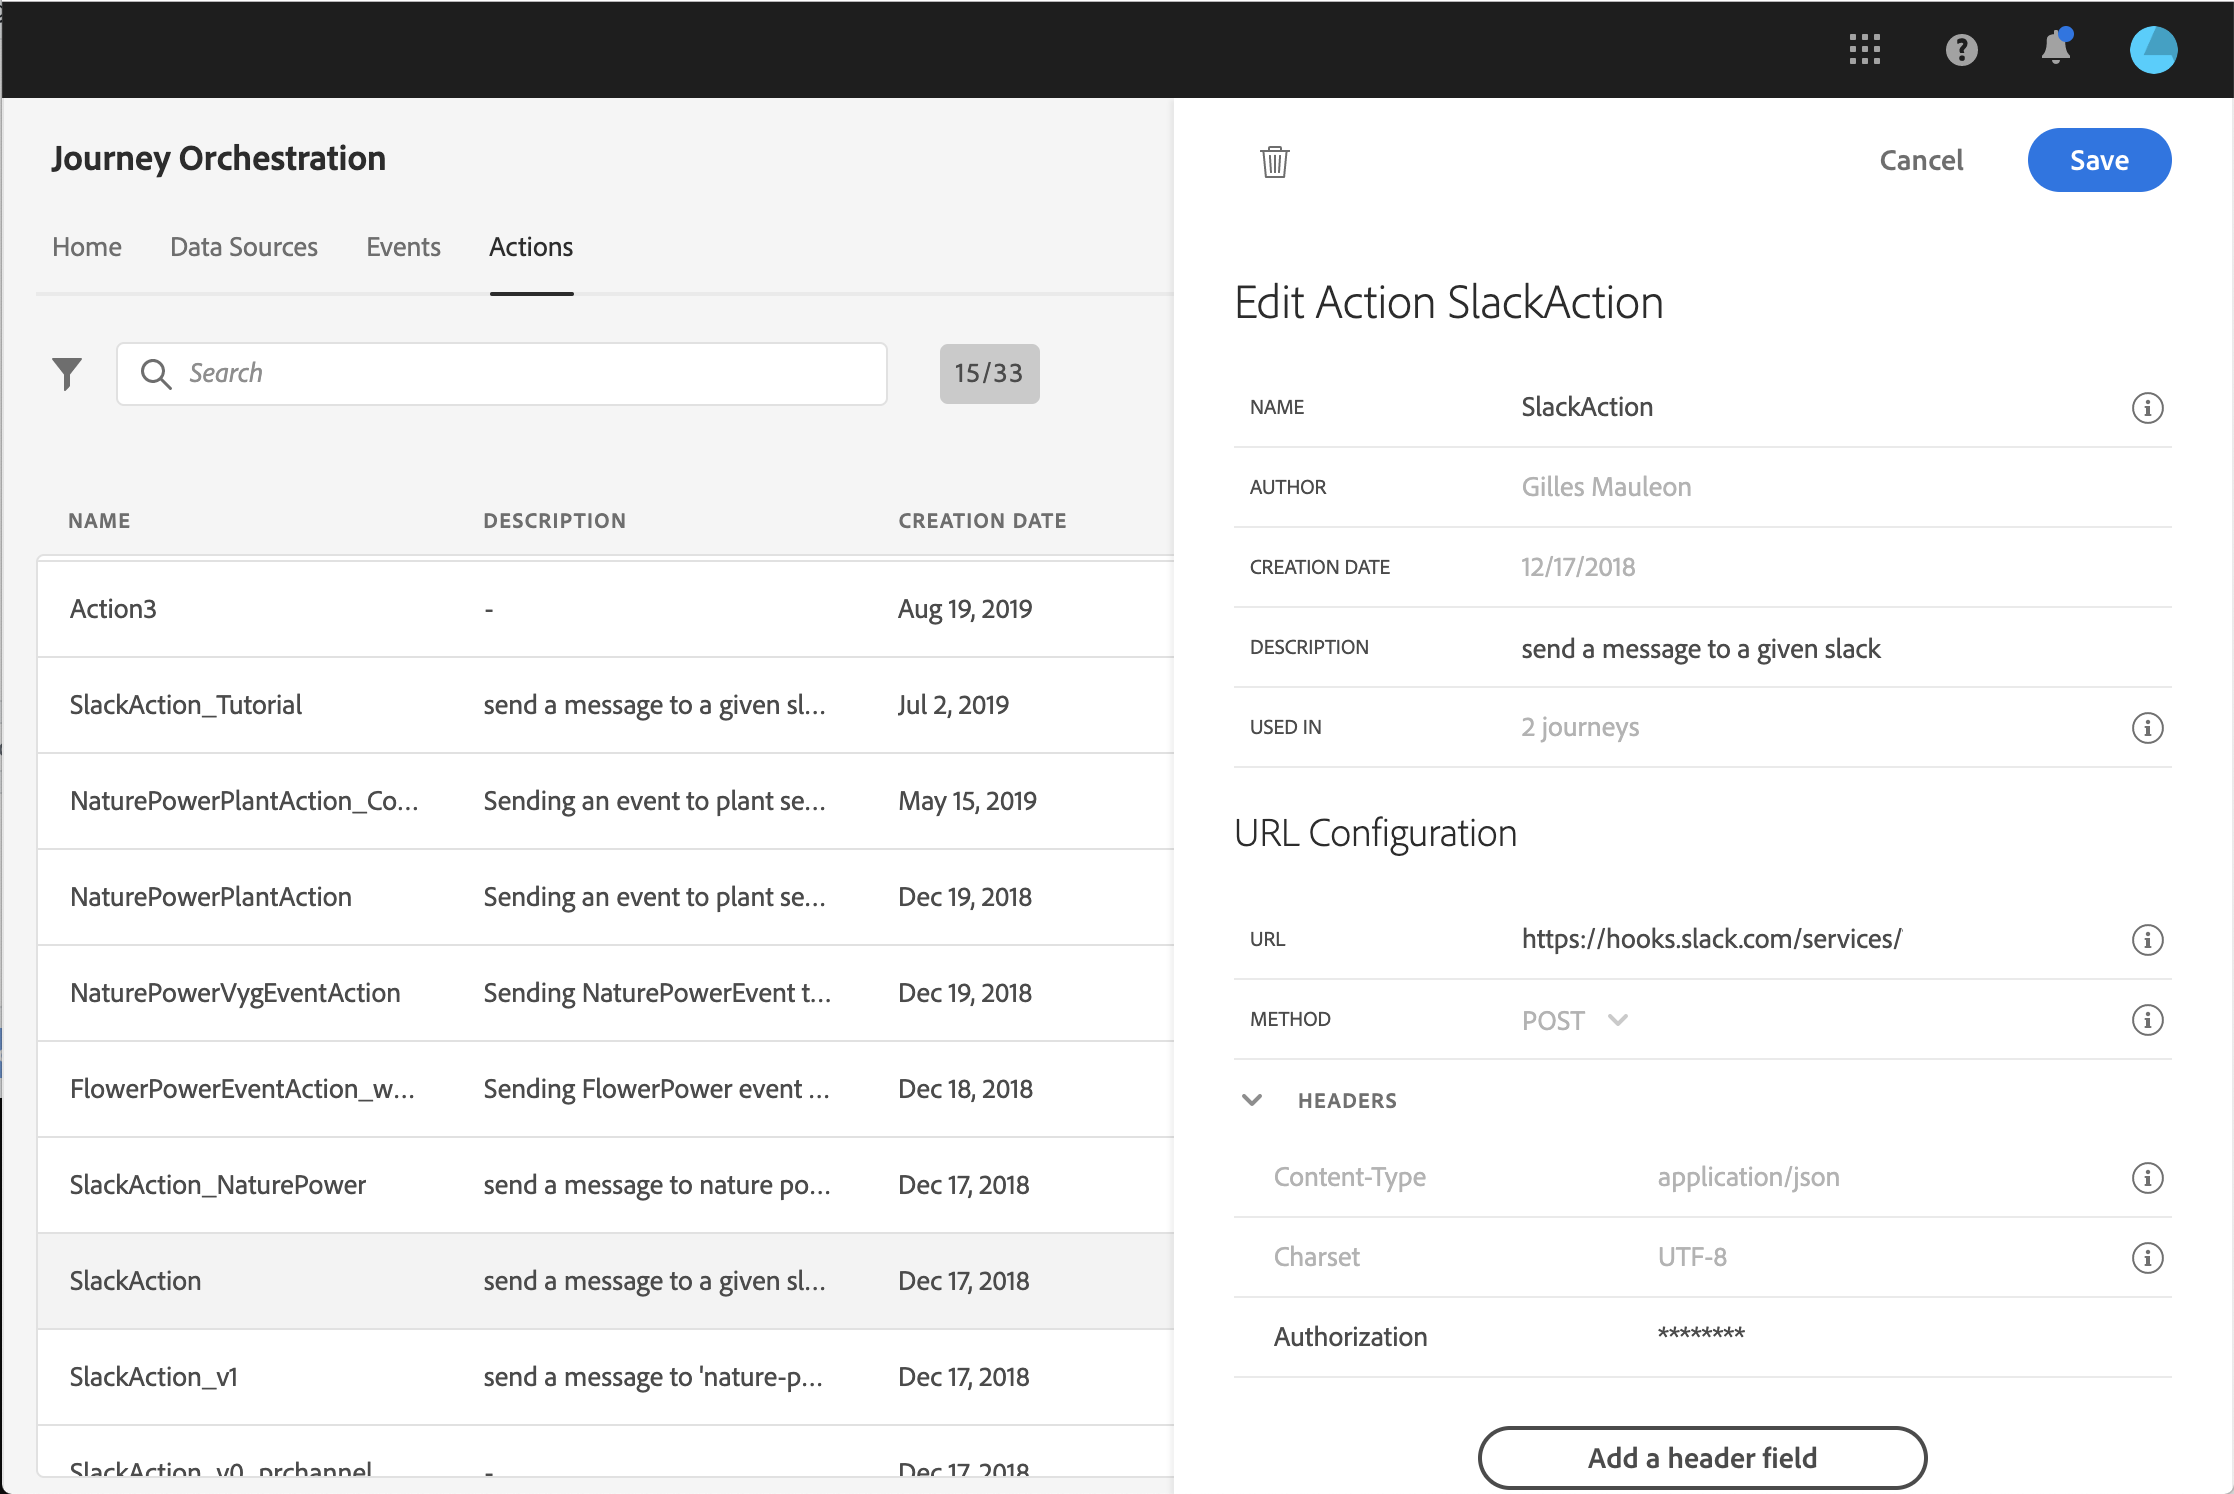 Journey Orchestration
Home Data Sources Events Actions
Search 15/33
NAME DESCRIPTION CREATION DATE
Action3 - Aug 19, 2019
SlackAction_Tutorial send a message to a given sl... Jul 2, 2019
NaturePowerPlantAction_Co... Sending an event to plant se... May 15, 2019
NaturePowerPlantAction Sending an event to plant se... Dec 19, 2018
NaturePowerVygEventAction Sending NaturePowerEvent t... Dec 19, 2018
FlowerPowerEventAction_w... Sending FlowerPower event ... Dec 18, 2018
SlackAction_NaturePower send a message to nature po... Dec 17, 2018
SlackAction send a message to a given sl... Dec 17, 2018
SlackAction_v1 send a message to 'nature-p... Dec 17, 2018
SlackAction_v0_prchannel - Dec 17, 2018
Cancel Save
Edit Action SlackAction
NAME SlackAction
AUTHOR Gilles Mauleon
CREATION DATE 12/17/2018
DESCRIPTION send a message to a given slack
USED IN 2 journeys
URL Configuration
URL https://hooks.slack.com/services/
METHOD POST
HEADERS
Content-Type application/json
Charset UTF-8
Authorization ********
Add a header field